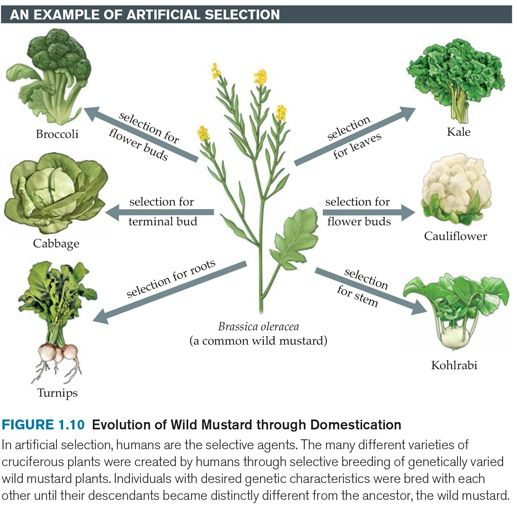 AN EXAMPLE OF ARTIFICIAL SELECTION
Broccoli
selection for
flower buds
selection
for leaves
Kale
Cabbage
selection for
terminal bud
selection for
flower buds
Cauliflower
Turnips
selection for roots
selection
for stem
Kohlrabi
Brassica oleracea
(a common wild mustard)
FIGURE 1.10 Evolution of Wild Mustard through Domestication
In artificial selection, humans are the selective agents. The many different varieties of
cruciferous plants were created by humans through selective breeding of genetically varied
wild mustard plants. Individuals with desired genetic characteristics were bred with each
other until their descendants became distinctly different from the ancestor, the wild mustard.